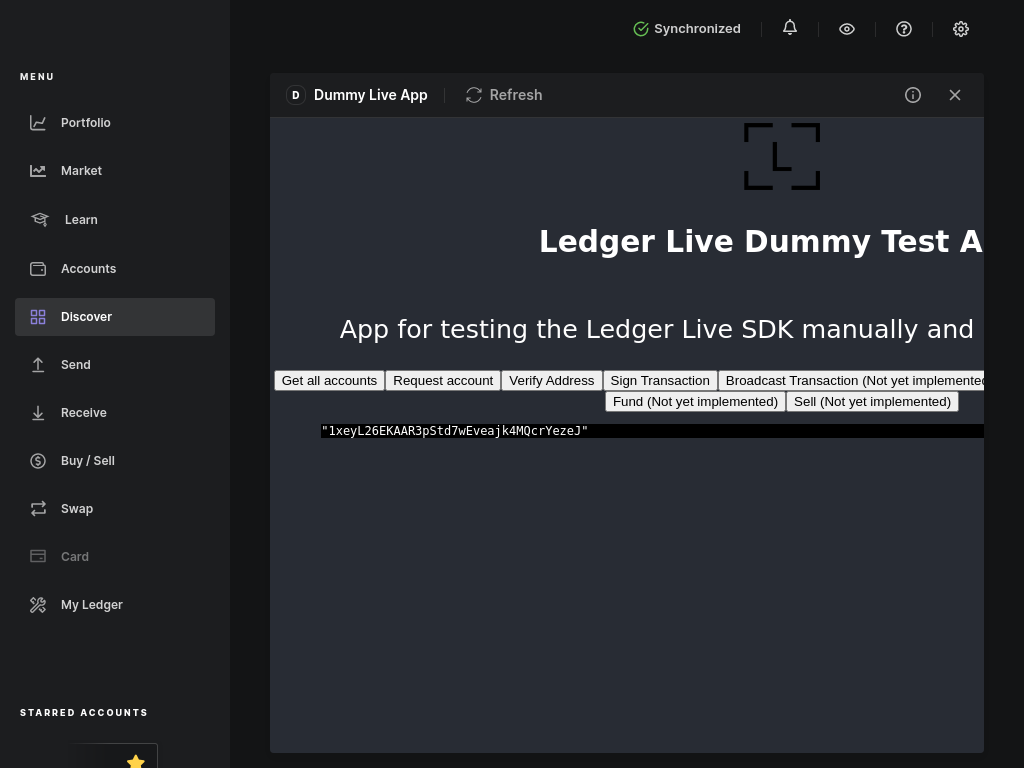 Synchronized
MENU
Portfolio
Market
Learn
Accounts
Discover
Send
Receive
Buy / Sell
Swap
Card
My Ledger
STARRED ACCOUNTS
D Dummy Live App
Refresh
L
Ledger Live Dummy Test A
App for testing the Ledger Live SDK manually and
Get all accounts Request account Verify Address Sign Transaction Broadcast Transaction (Not yet implemented
Fund (Not yet implemented) Sell (Not yet implemented)
"1xeyL26EKAAR3pStd7wEveajk4MQcrYezeJ"